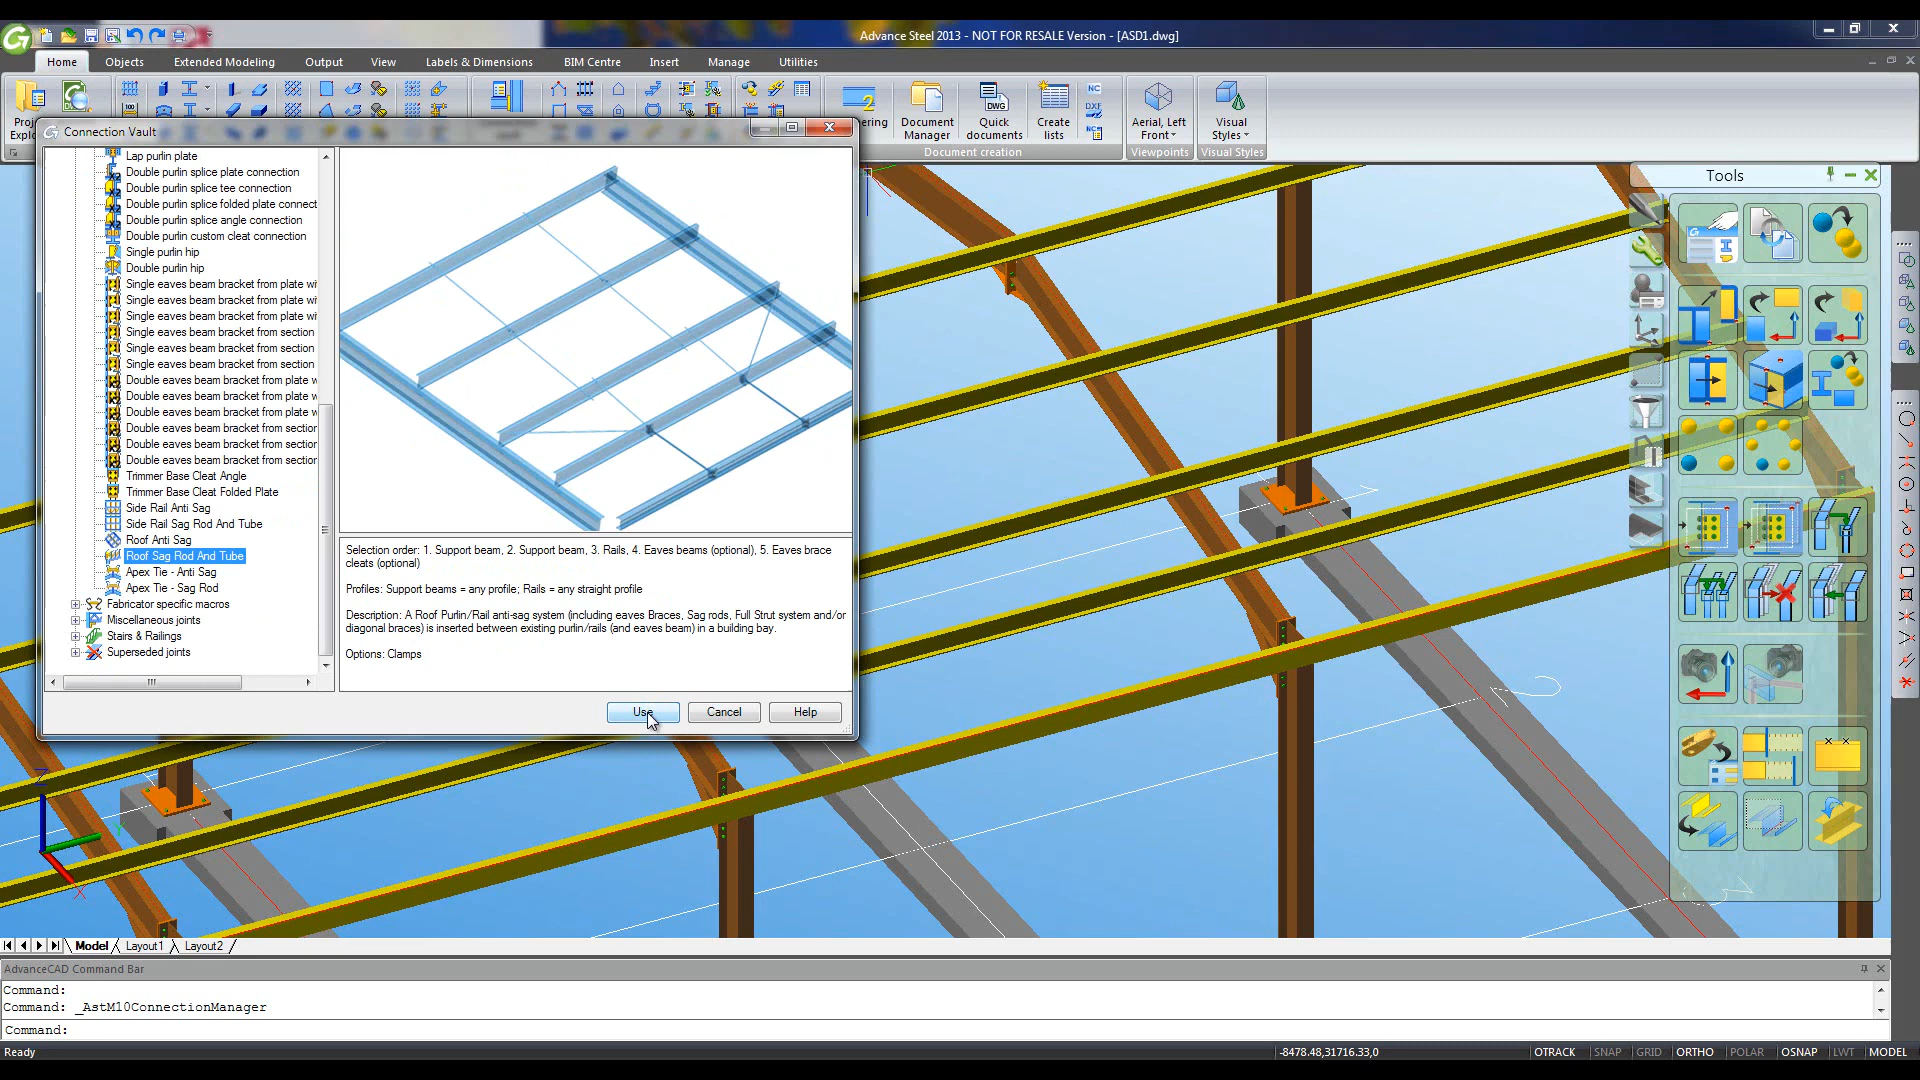 Advance Steel 2013 - NOT FOR RESALE Version - [ASD1.dwg]
Home
Objects
Extended Modeling
Output
View
Labels & Dimensions
BIM Centre
Insert
Manage
Utilities
Document Manager
Quick documents
Create lists
NC
DXF
Aerial, Left Front
Visual Styles
Document creation
Viewpoints
Visual Styles
Connection Vault
Lap purlin plate
Double purlin splice plate connection
Double purlin splice tee connection
Double purlin splice folded plate connect
Double purlin splice angle connection
Double purlin custom cleat connection
Single purlin hip
Double purlin hip
Single eaves beam bracket from plate wi
Single eaves beam bracket from plate wi
Single eaves beam bracket from plate wi
Single eaves beam bracket from section
Single eaves beam bracket from section
Single eaves beam bracket from section
Double eaves beam bracket from plate w
Double eaves beam bracket from plate w
Double eaves beam bracket from plate w
Double eaves beam bracket from section
Double eaves beam bracket from section
Double eaves beam bracket from section
Trimmer Base Cleat Angle
Trimmer Base Cleat Folded Plate
Side Rail Anti Sag
Side Rail Sag Rod And Tube
Roof Anti Sag
Roof Sag Rod And Tube
Apex Tie - Anti Sag
Apex Tie - Sag Rod
Fabricator specific macros
Miscellaneous joints
Stairs & Railings
Superseded joints
Selection order: 1. Support beam, 2. Support beam, 3. Rails, 4. Eaves beams (optional), 5. Eaves brace
cleats (optional)
Profiles: Support beams = any profile; Rails = any straight profile
Description: A Roof Purlin/Rail anti-sag system (including eaves Braces, Sag rods, Full Strut system and/or
diagonal braces) is inserted between existing purlin/rails (and eaves beam) in a building bay.
Options: Clamps
Use
Cancel
Help
Tools
Z
Y
X
Model
Layout1
Layout2
AdvanceCAD Command Bar
Command:
Command: _AstM10ConnectionManager
Command:
Ready
-8478.48,31716.33,0
OTRACK
SNAP
GRID
ORTHO
POLAR
OSNAP
LWT
MODEL